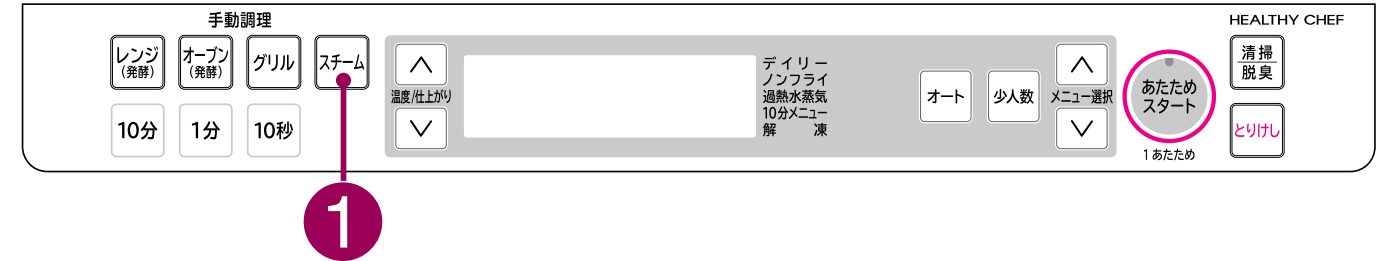 手動調理
HEALTHY CHEF
レンジ
(発酵)
オーブン
(発酵)
グリル
スチーム
10分
1分
10秒
温度/仕上がり
デイリー
ノンフライ
過熱水蒸気
10分メニュー
解 凍
オート
少人数
メニュー選択
あたため
スタート
1 あたため
清掃
脱臭
とりけし
1